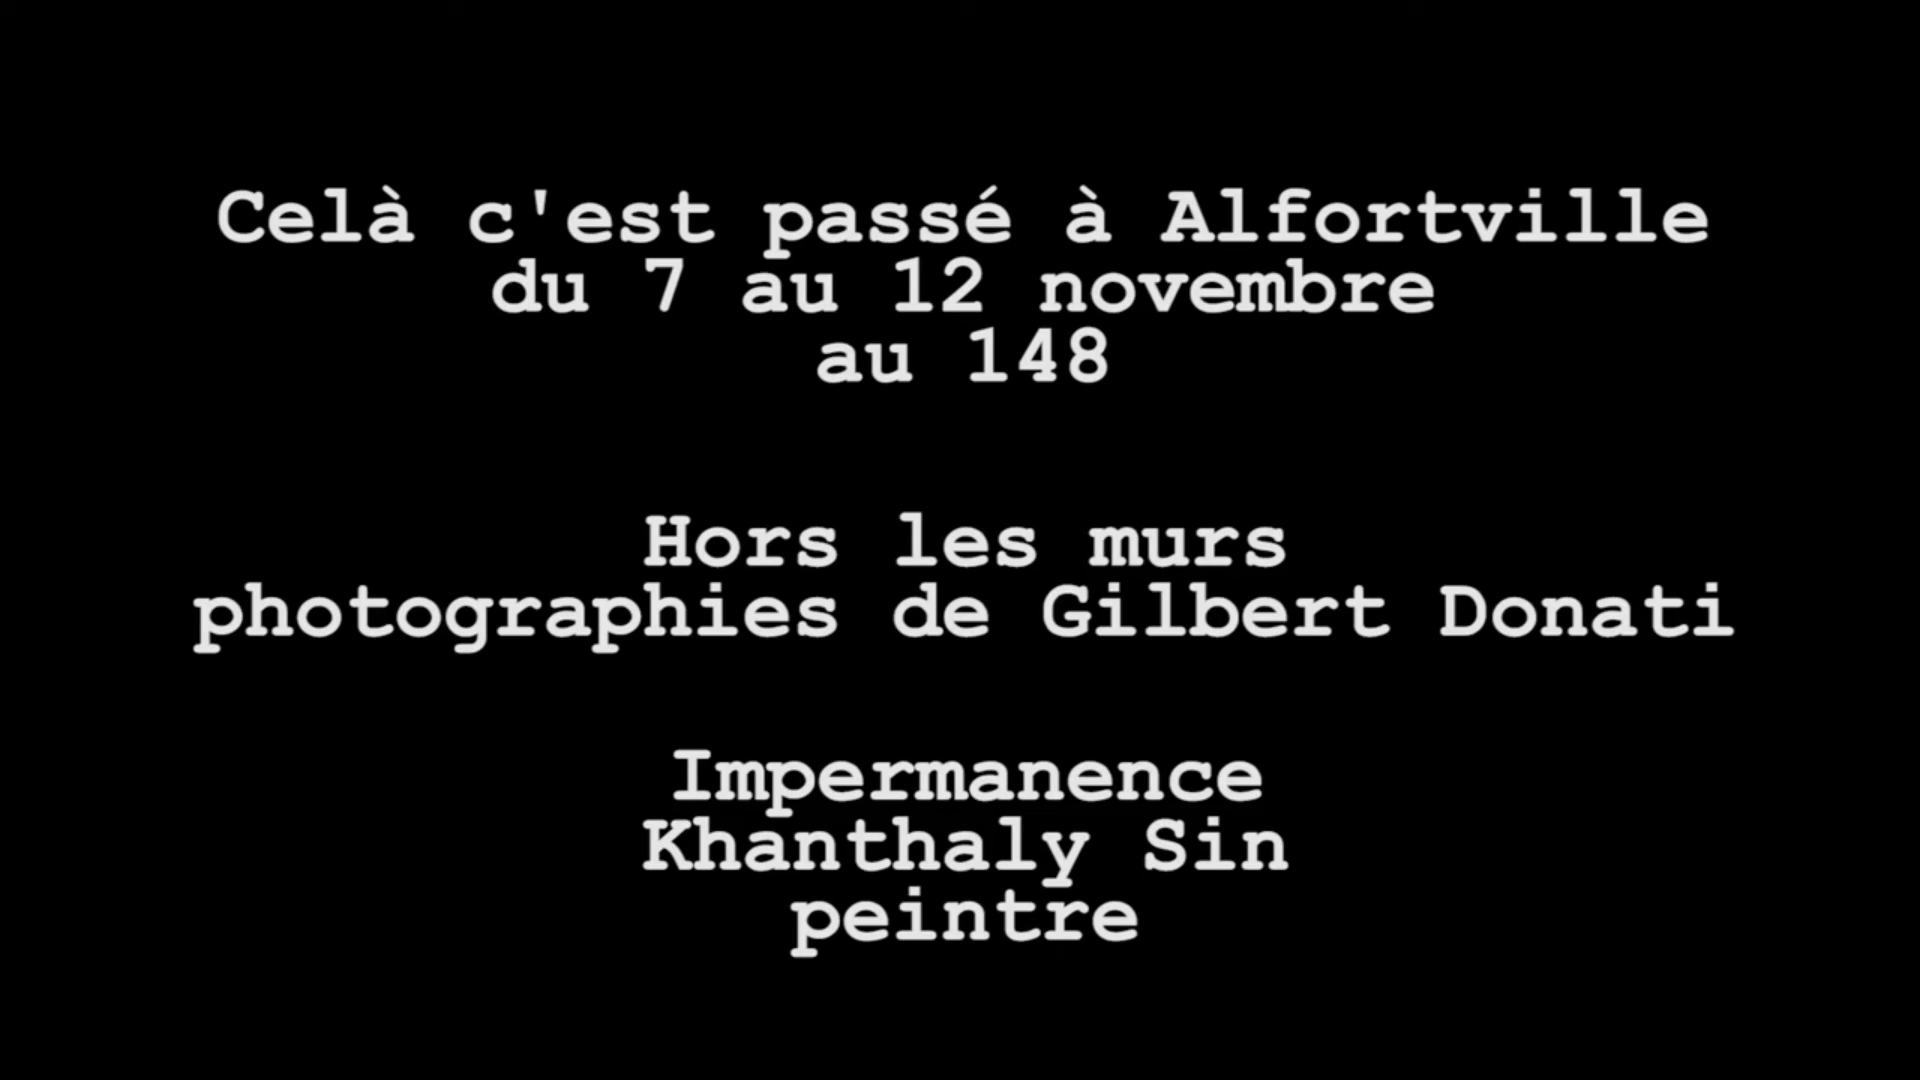 Celà c'est passé à Alfortville
du 7 au 12 novembre
au 148
Hors les murs
photographies de Gilbert Donati
Impermanence
Khanthaly Sin
peintre